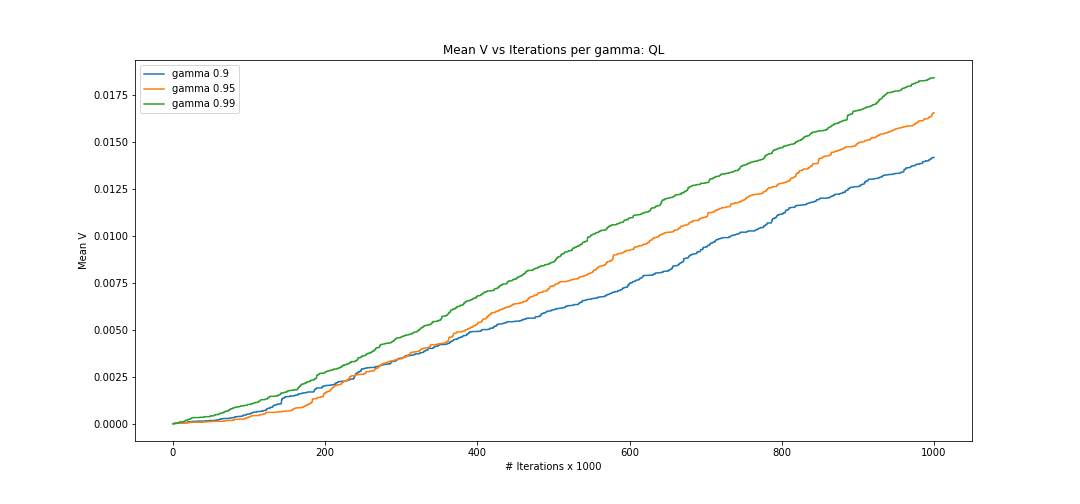 Mean V vs Iterations per gamma: QL
gamma 0.9
gamma 0.95
gamma 0.99
0.0175
0.0150
0.0125
0.0100
0.0075
0.0050
0.0025
0.0000
Mean V
0 200 400 600 800 1000
# Iterations x 1000